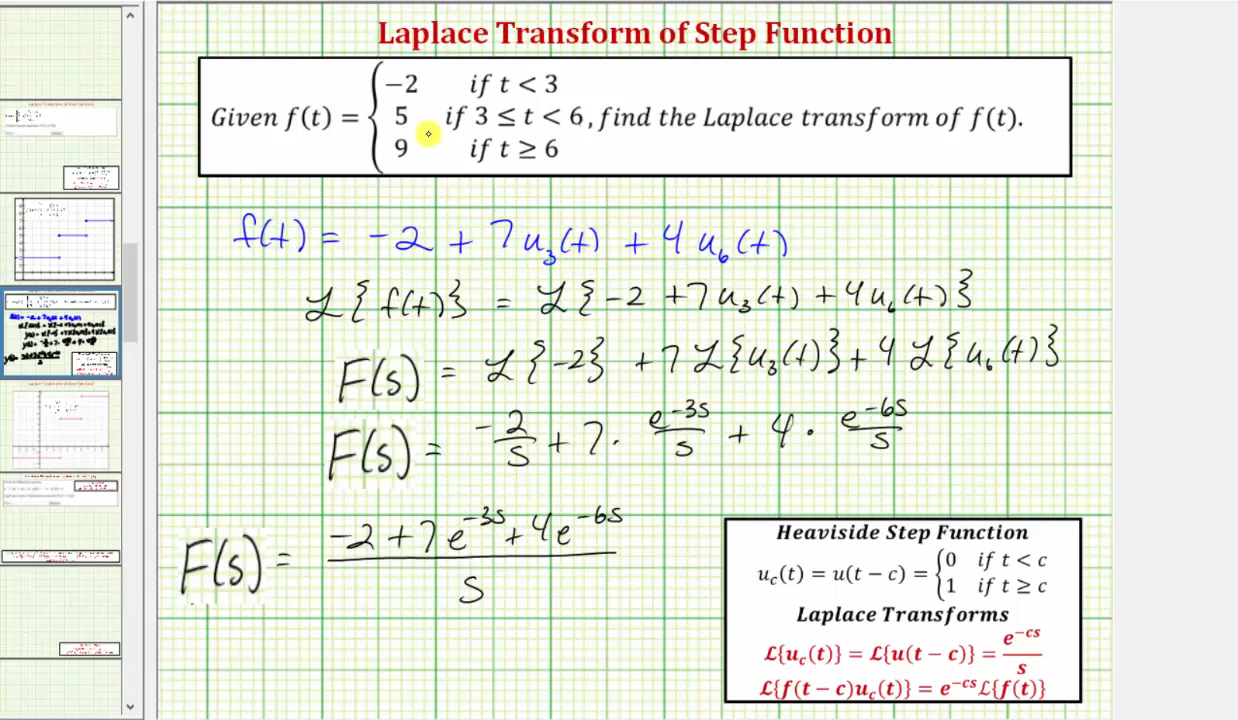 Laplace Transform of Step Function
Given f(t) = { −2 if t < 3
5 if 3 ≤ t < 6, find the Laplace transform of f(t).
9 if t ≥ 6
f(t) = -2 + 7u₃(t) + 4u₆(t)
ℒ{f(t)} = ℒ{-2 + 7u₃(t) + 4u₆(t)}
F(s) = ℒ{-2} + 7ℒ{u₃(t)} + 4ℒ{u₆(t)}
F(s) = -2/s + 7 · e^(-3s)/s + 4 · e^(-6s)/s
F(s) = (-2 + 7e^(-3s) + 4e^(-6s))/s
Heaviside Step Function
u_c(t) = u(t − c) = { 0 if t < c
1 if t ≥ c
Laplace Transforms
ℒ{u_c(t)} = ℒ{u(t − c)} = e^(−cs)/s
ℒ{f(t − c)u_c(t)} = e^(−cs)ℒ{f(t)}